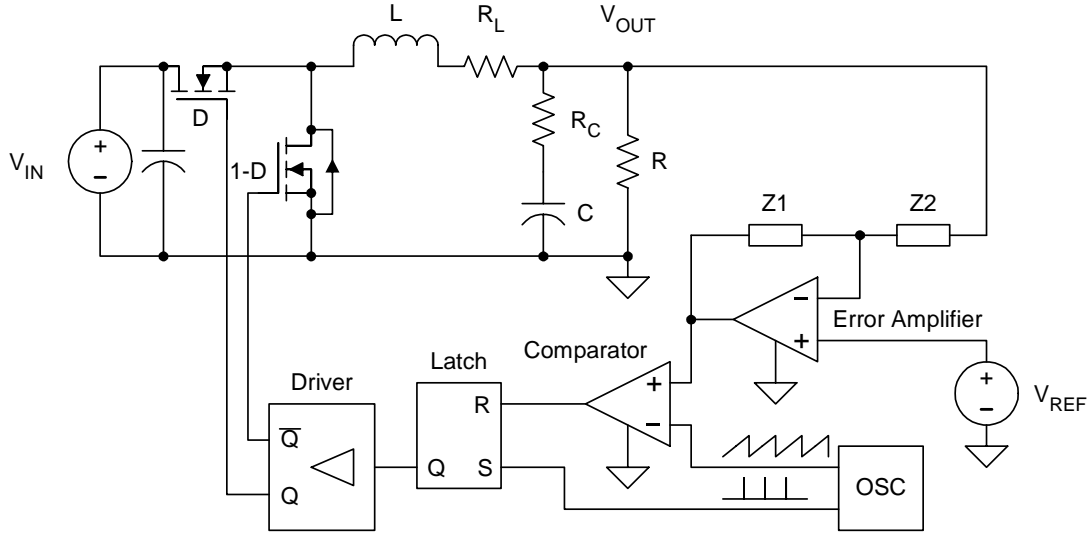 L
R_L
V_OUT
D
R_C
V_IN
+
−
1-D
R
C
Z1
Z2
−
+
Error Amplifier
Comparator
Latch
Driver
+
−
R
+
−
V_REF
Q̅
Q
S
Q
OSC